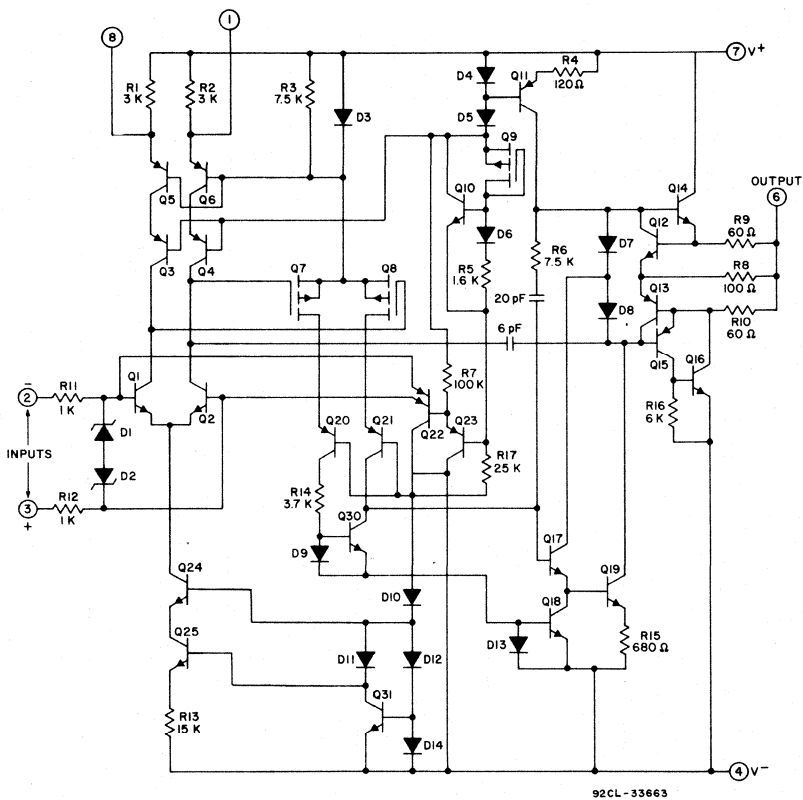 8
1
7 V+
R1
3 K
R2
3 K
R3
7.5 K
D3
D4
Q11
R4
120 Ω
D5
Q9
Q5
Q6
Q10
Q14
OUTPUT
6
Q3
Q4
D6
R5
1.6 K
R6
7.5 K
D7
Q12
R9
60 Ω
R8
100 Ω
Q7
Q8
20 pF
D8
Q13
R10
60 Ω
6 pF
Q15
Q16
R7
100 K
R16
6 K
−
2
R11
1 K
Q1
Q2
D1
INPUTS
D2
3
+
R12
1 K
Q20
Q21
Q22
Q23
R17
25 K
R14
3.7 K
Q30
D9
Q17
Q19
Q24
D10
Q18
Q25
D11
D12
D13
R15
680 Ω
R13
15 K
Q31
D14
4 V−
92CL-33663